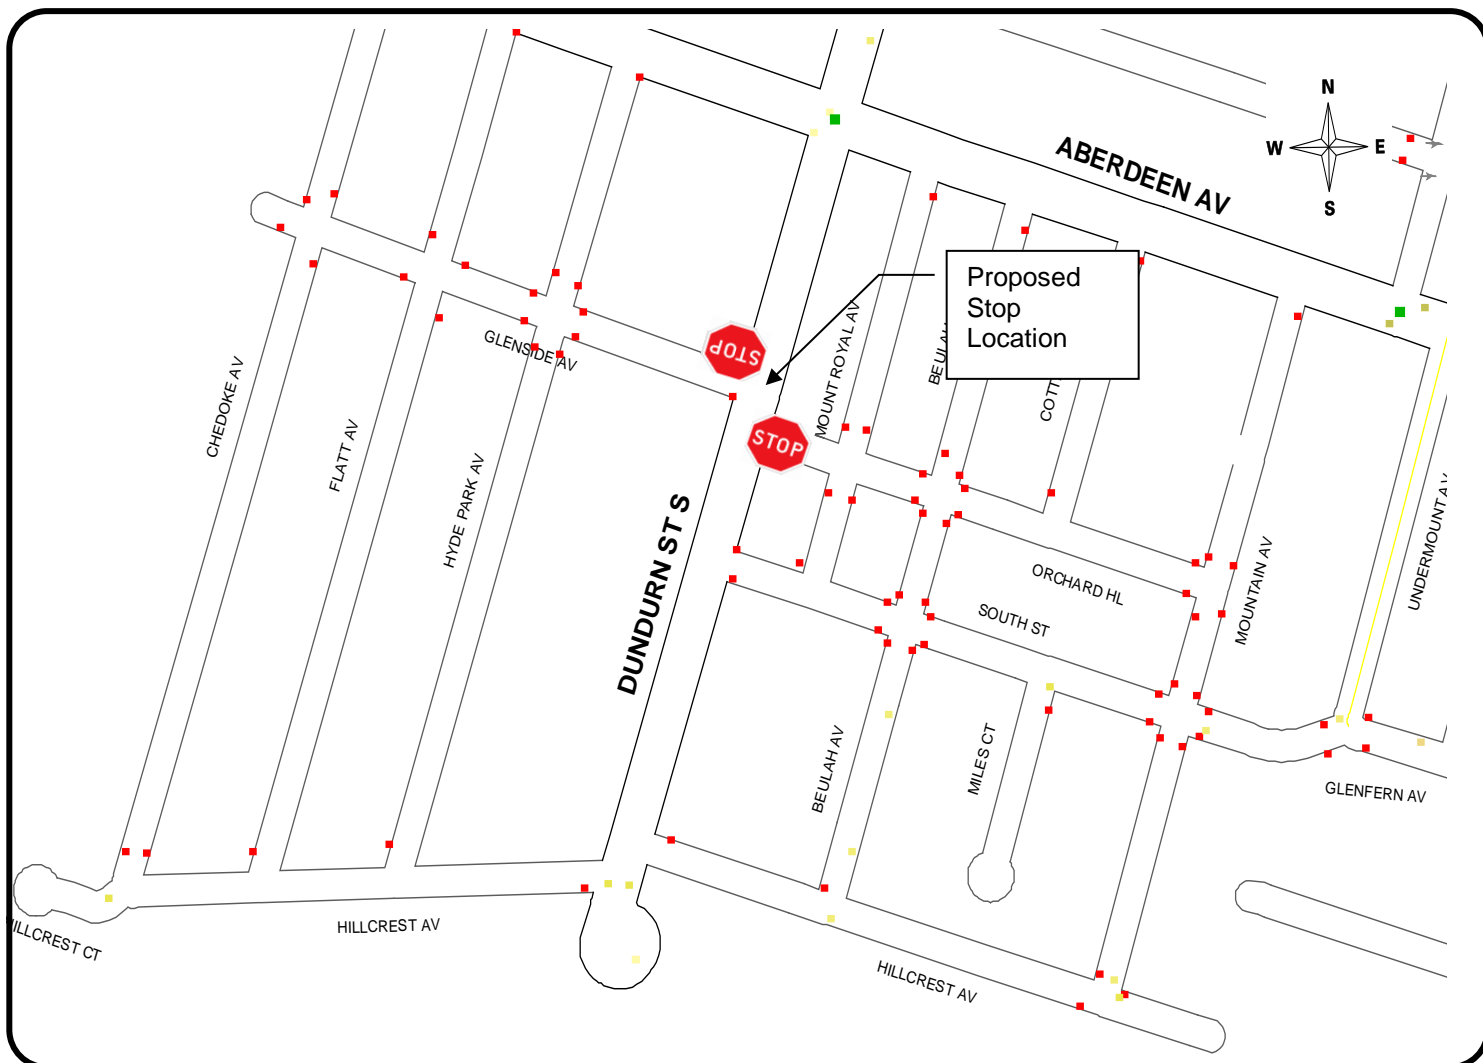 N
ABERDEEN AV
W
E
S
Proposed
Stop
Location
STOP
GLENSIDE AV
MOUNT ROYAL AV
CHEDOKE AV
FLATT AV
STOP
HYDE PARK AV
DUNDURN ST S
ORCHARD HL
SOUTH ST
MOUNTAIN AV
UNDERMOUNT AV
BEULAH AV
MILES CT
GLENFERN AV
HILLCREST AV
HILLCREST CT
HILLCREST AV